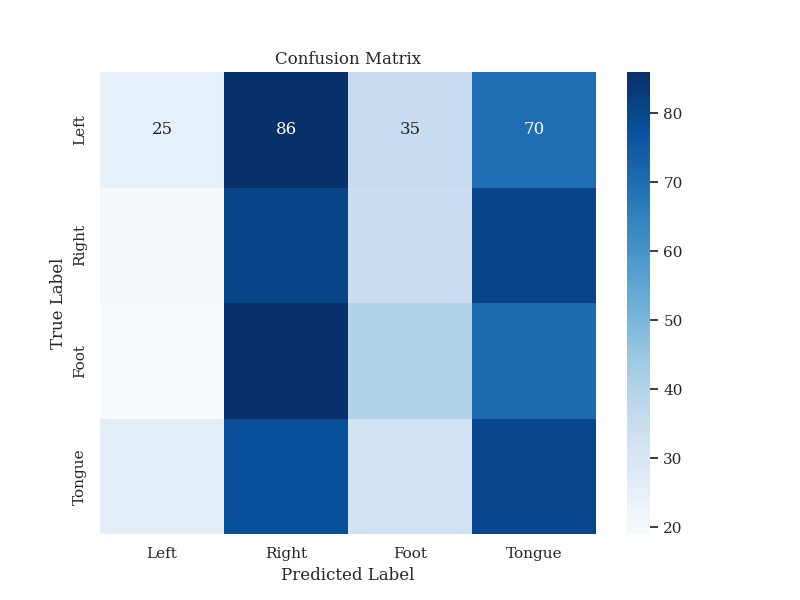 Confusion Matrix
Left
25 86 35 70
Right
Foot
Tongue
True Label
Left Right Foot Tongue
Predicted Label
80
70
60
50
40
30
20